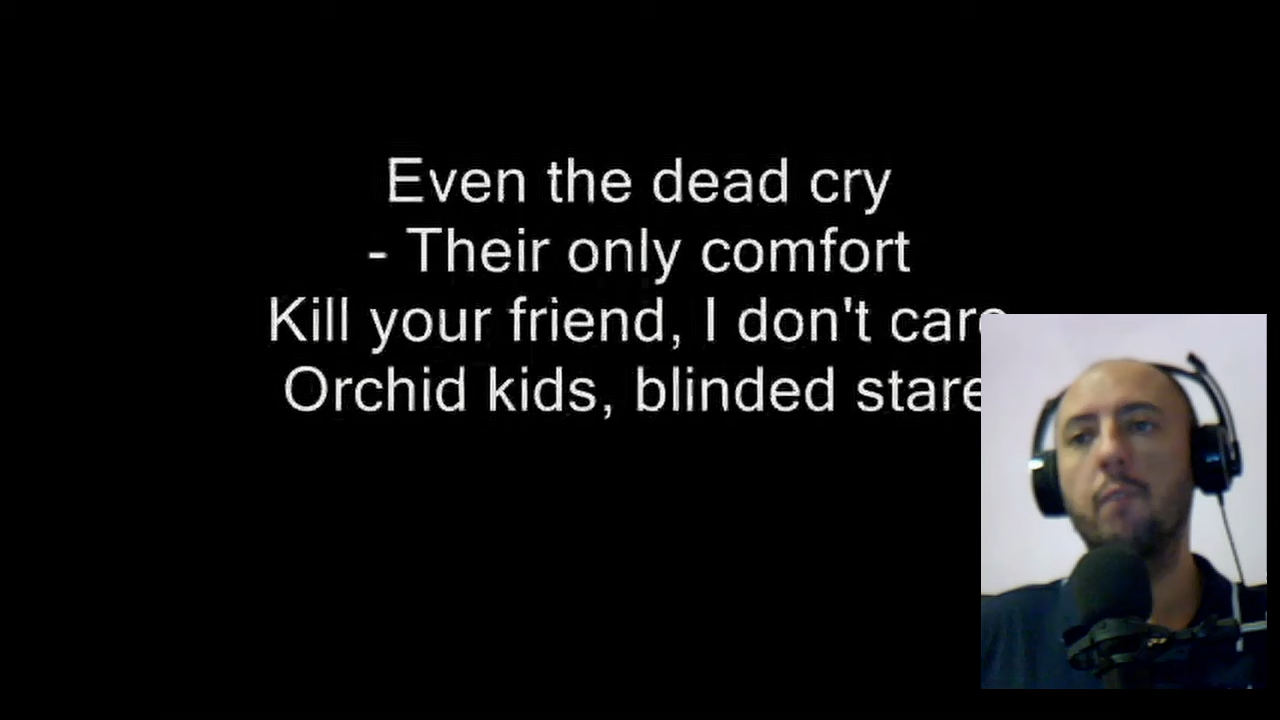 Even the dead cry
- Their only comfort
Kill your friend, I don't care
Orchid kids, blinded stare